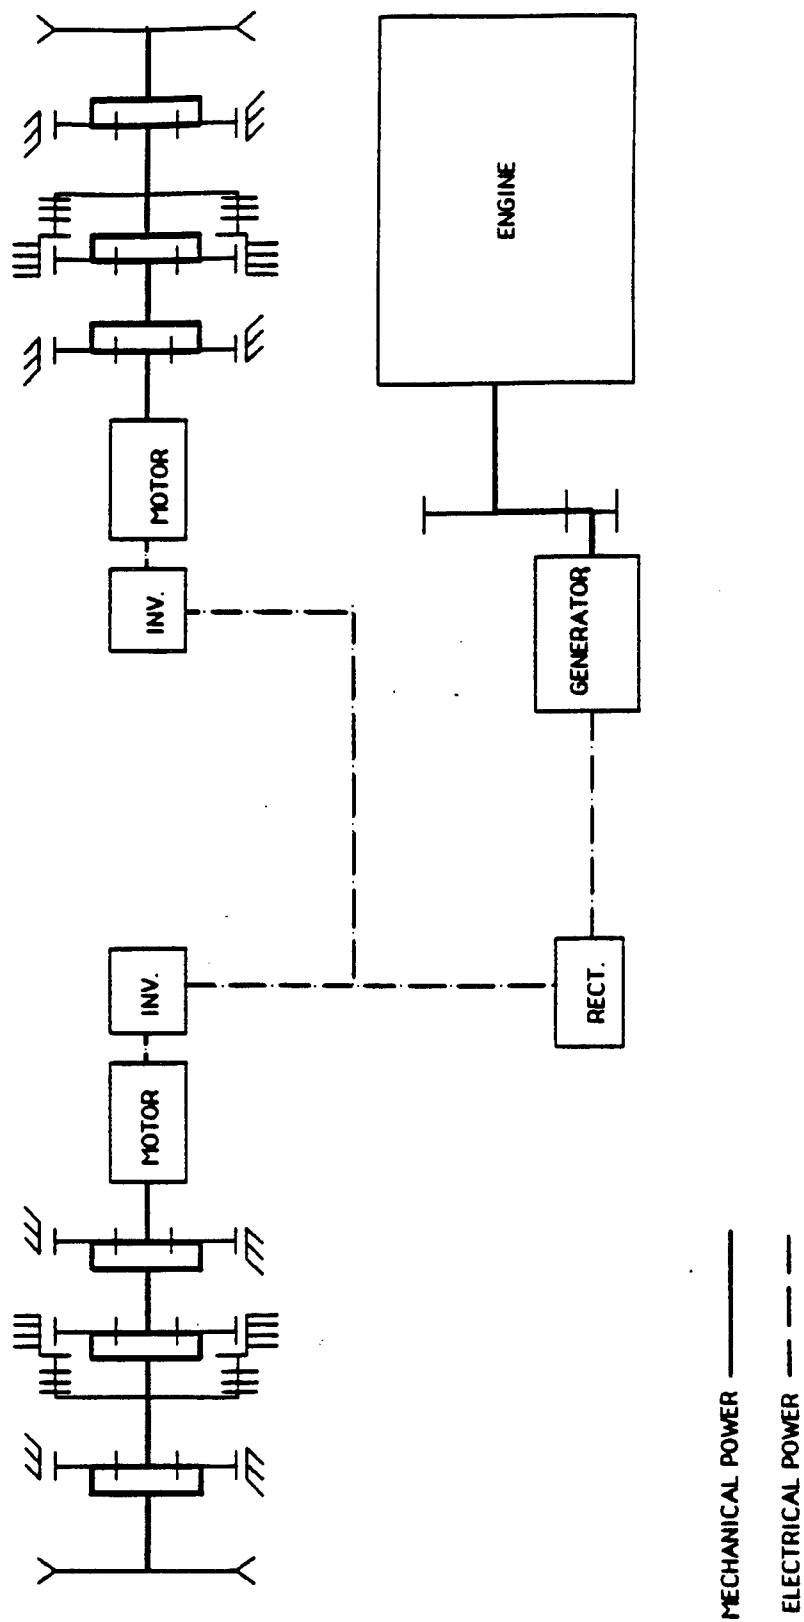 MOTOR
INV.
INV.
MOTOR
RECT.
GENERATOR
ENGINE
MECHANICAL POWER
ELECTRICAL POWER